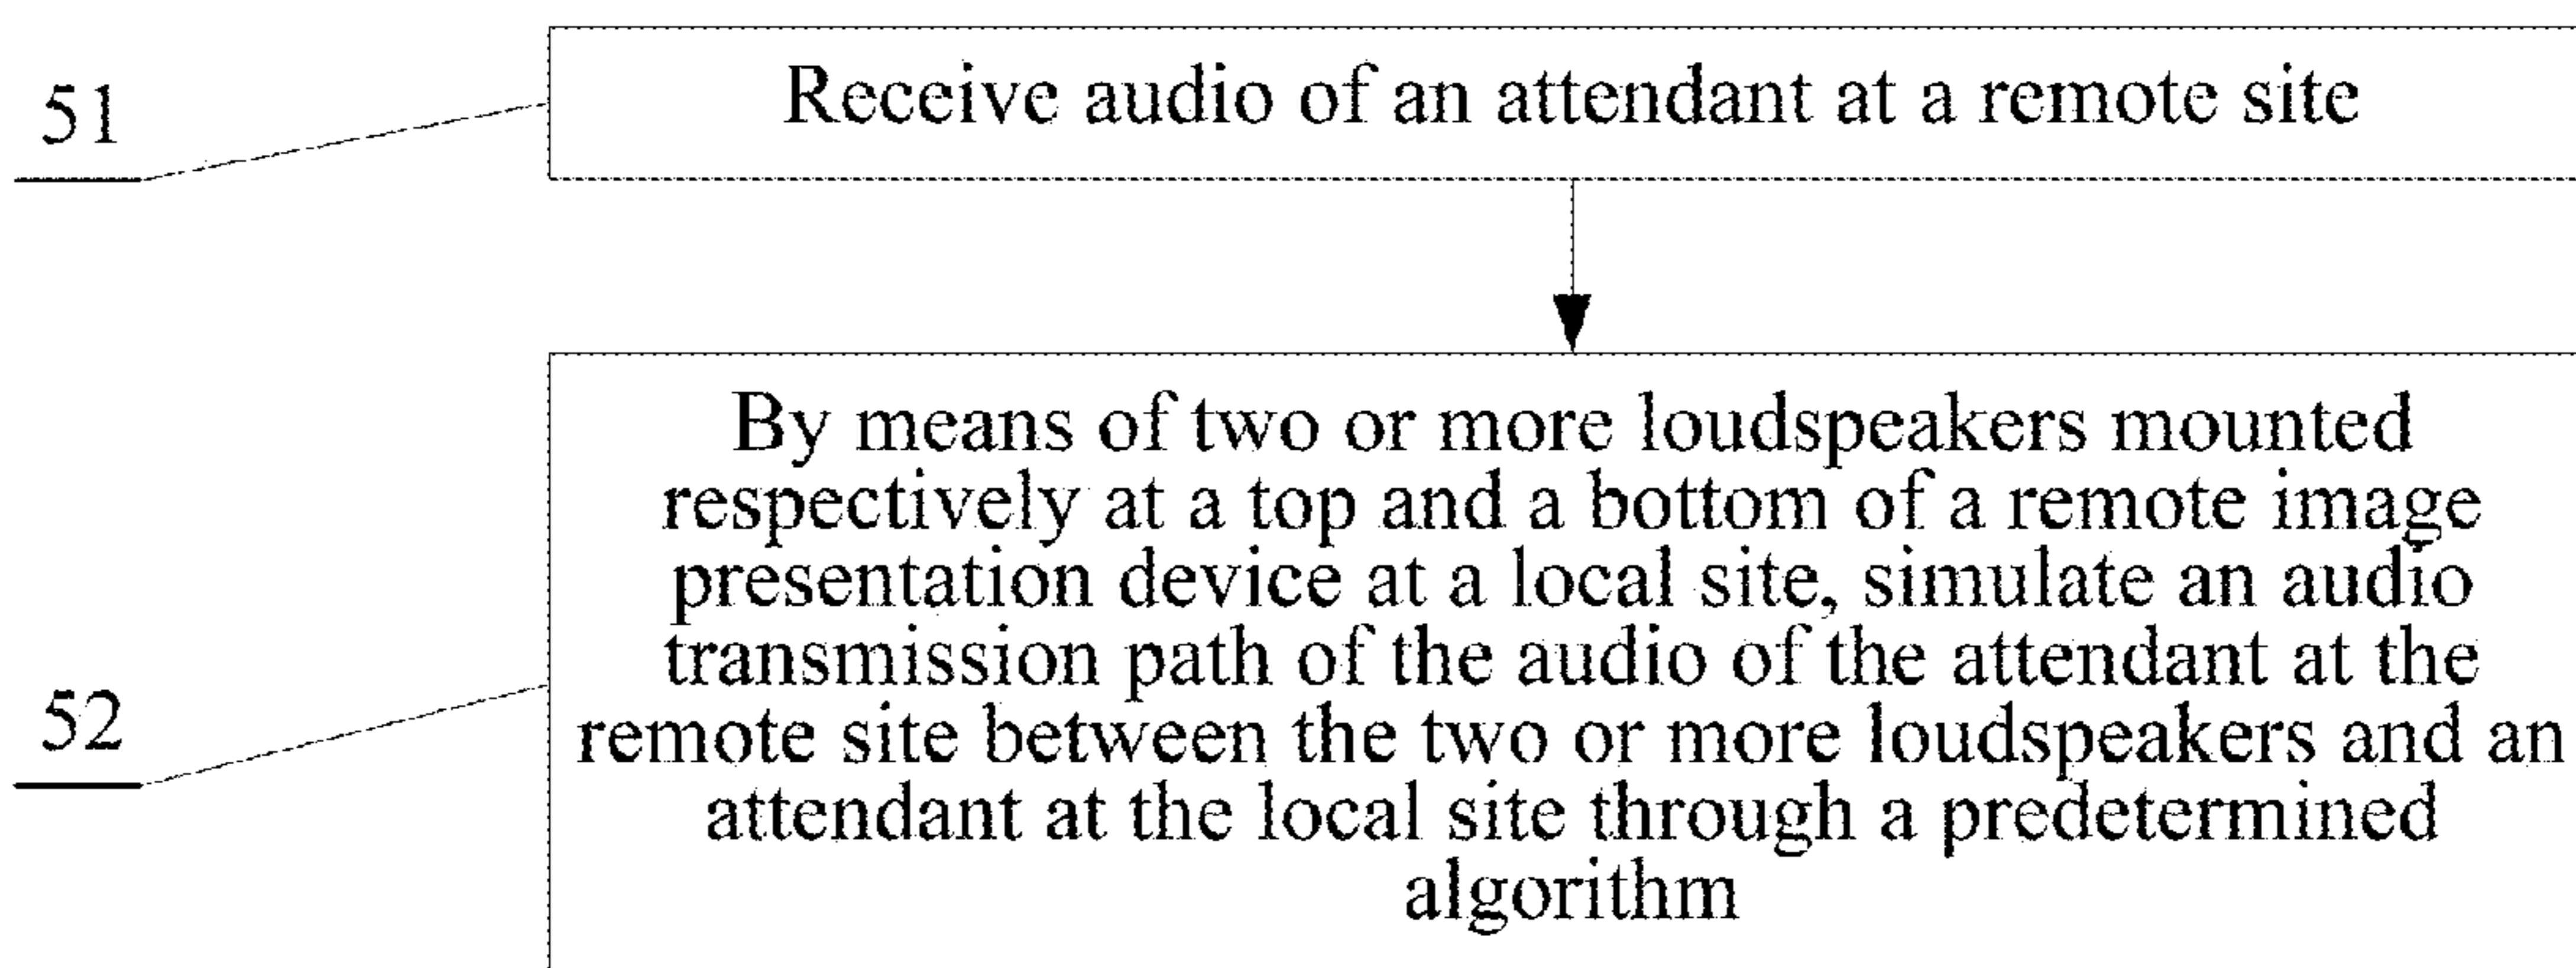 51
Receive audio of an attendant at a remote site
By means of two or more loudspeakers mounted
respectively at a top and a bottom of a remote image
presentation device at a local site, simulate an audio
transmission path of the audio of the attendant at the
remote site between the two or more loudspeakers and an
attendant at the local site through a predetermined
algorithm
52